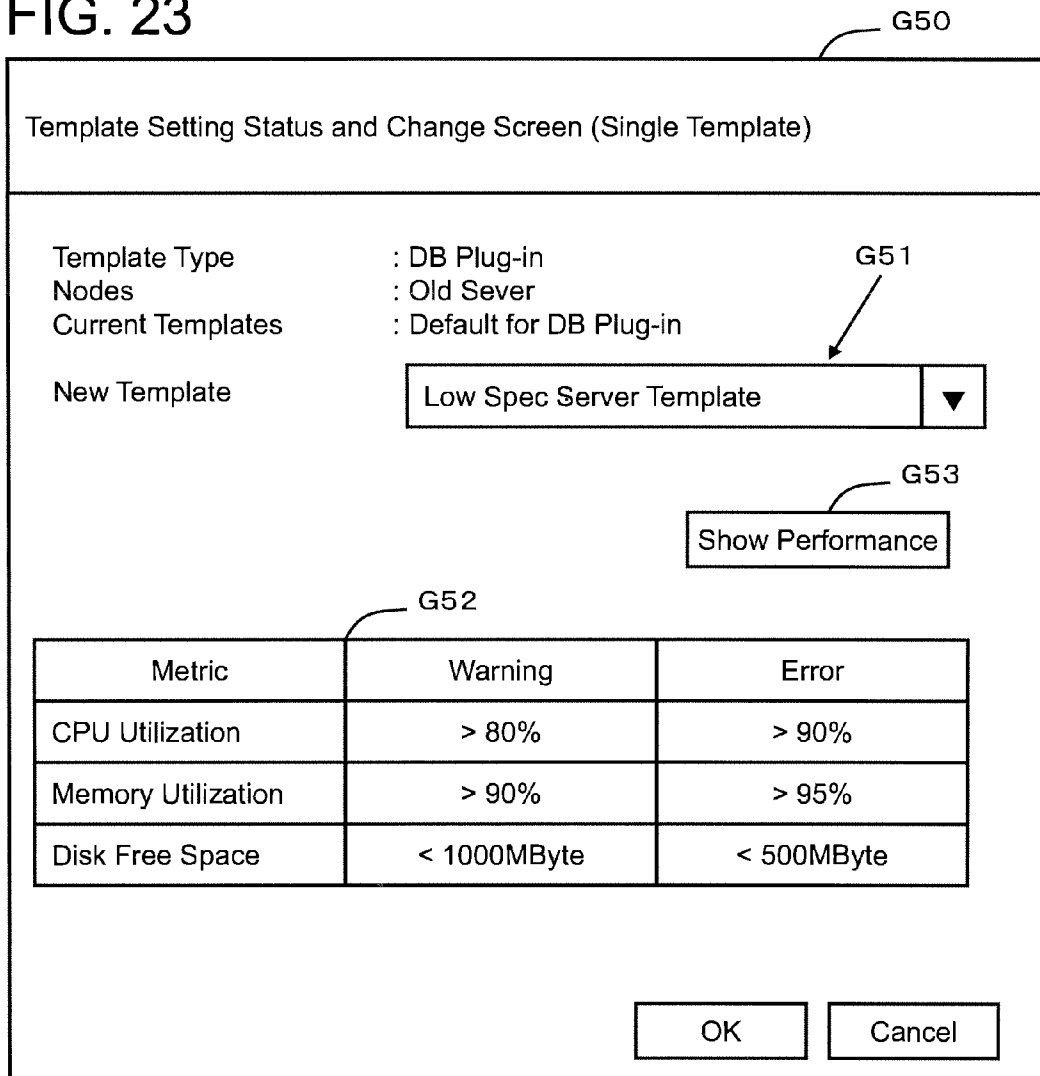 FIG. 23
G50
Template Setting Status and Change Screen (Single Template)
Template Type : DB Plug-in
G51
Nodes : Old Sever
Current Templates : Default for DB Plug-in
New Template Low Spec Server Template ▼
G53
Show Performance
G52
Metric Warning Error
CPU Utilization > 80% > 90%
Memory Utilization > 90% > 95%
Disk Free Space < 1000MByte < 500MByte
OK Cancel